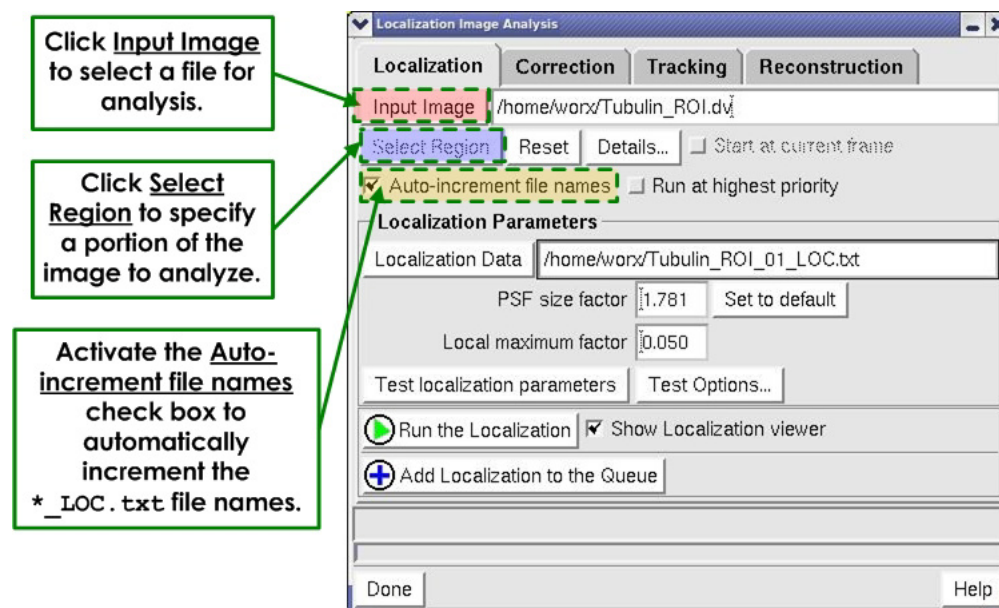 Click Input Image
to select a file for
analysis.
Click Select
Region to specify
a portion of the
image to analyze.
Activate the Auto-
increment file names
check box to
automatically
increment the
*_LOC.txt file names.
Localization Image Analysis
Localization Correction Tracking Reconstruction
Input Image /home/worx/Tubulin_ROI.dv
Select Region Reset Details... Start at current frame
Auto-increment file names Run at highest priority
Localization Parameters
Localization Data /home/worx/Tubulin_ROI_01_LOC.txt
PSF size factor 1.781 Set to default
Local maximum factor 0.050
Test localization parameters Test Options...
Run the Localization Show Localization viewer
Add Localization to the Queue
Done Help